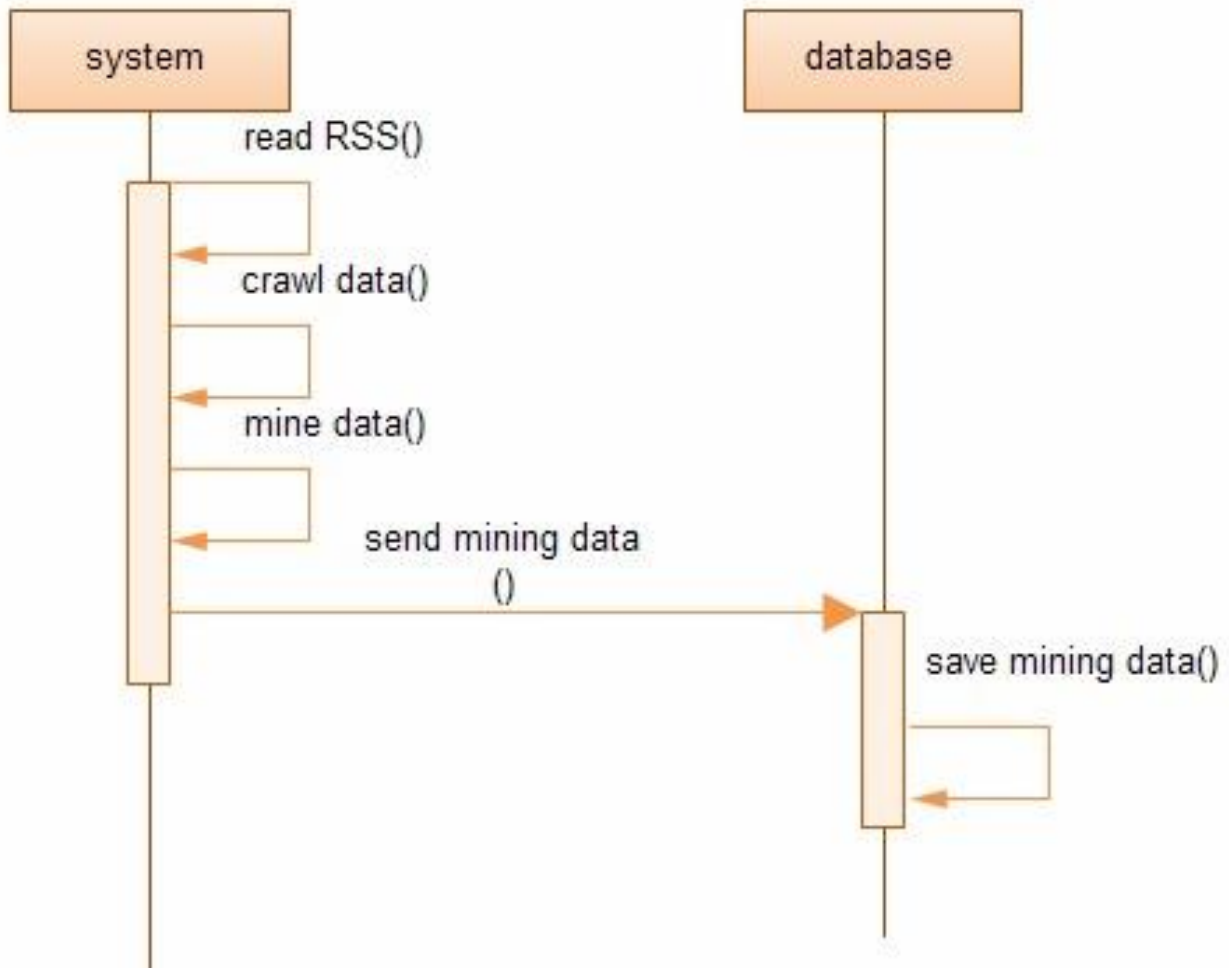 system
database
read RSS()
crawl data()
mine data()
send mining data
()
save mining data()